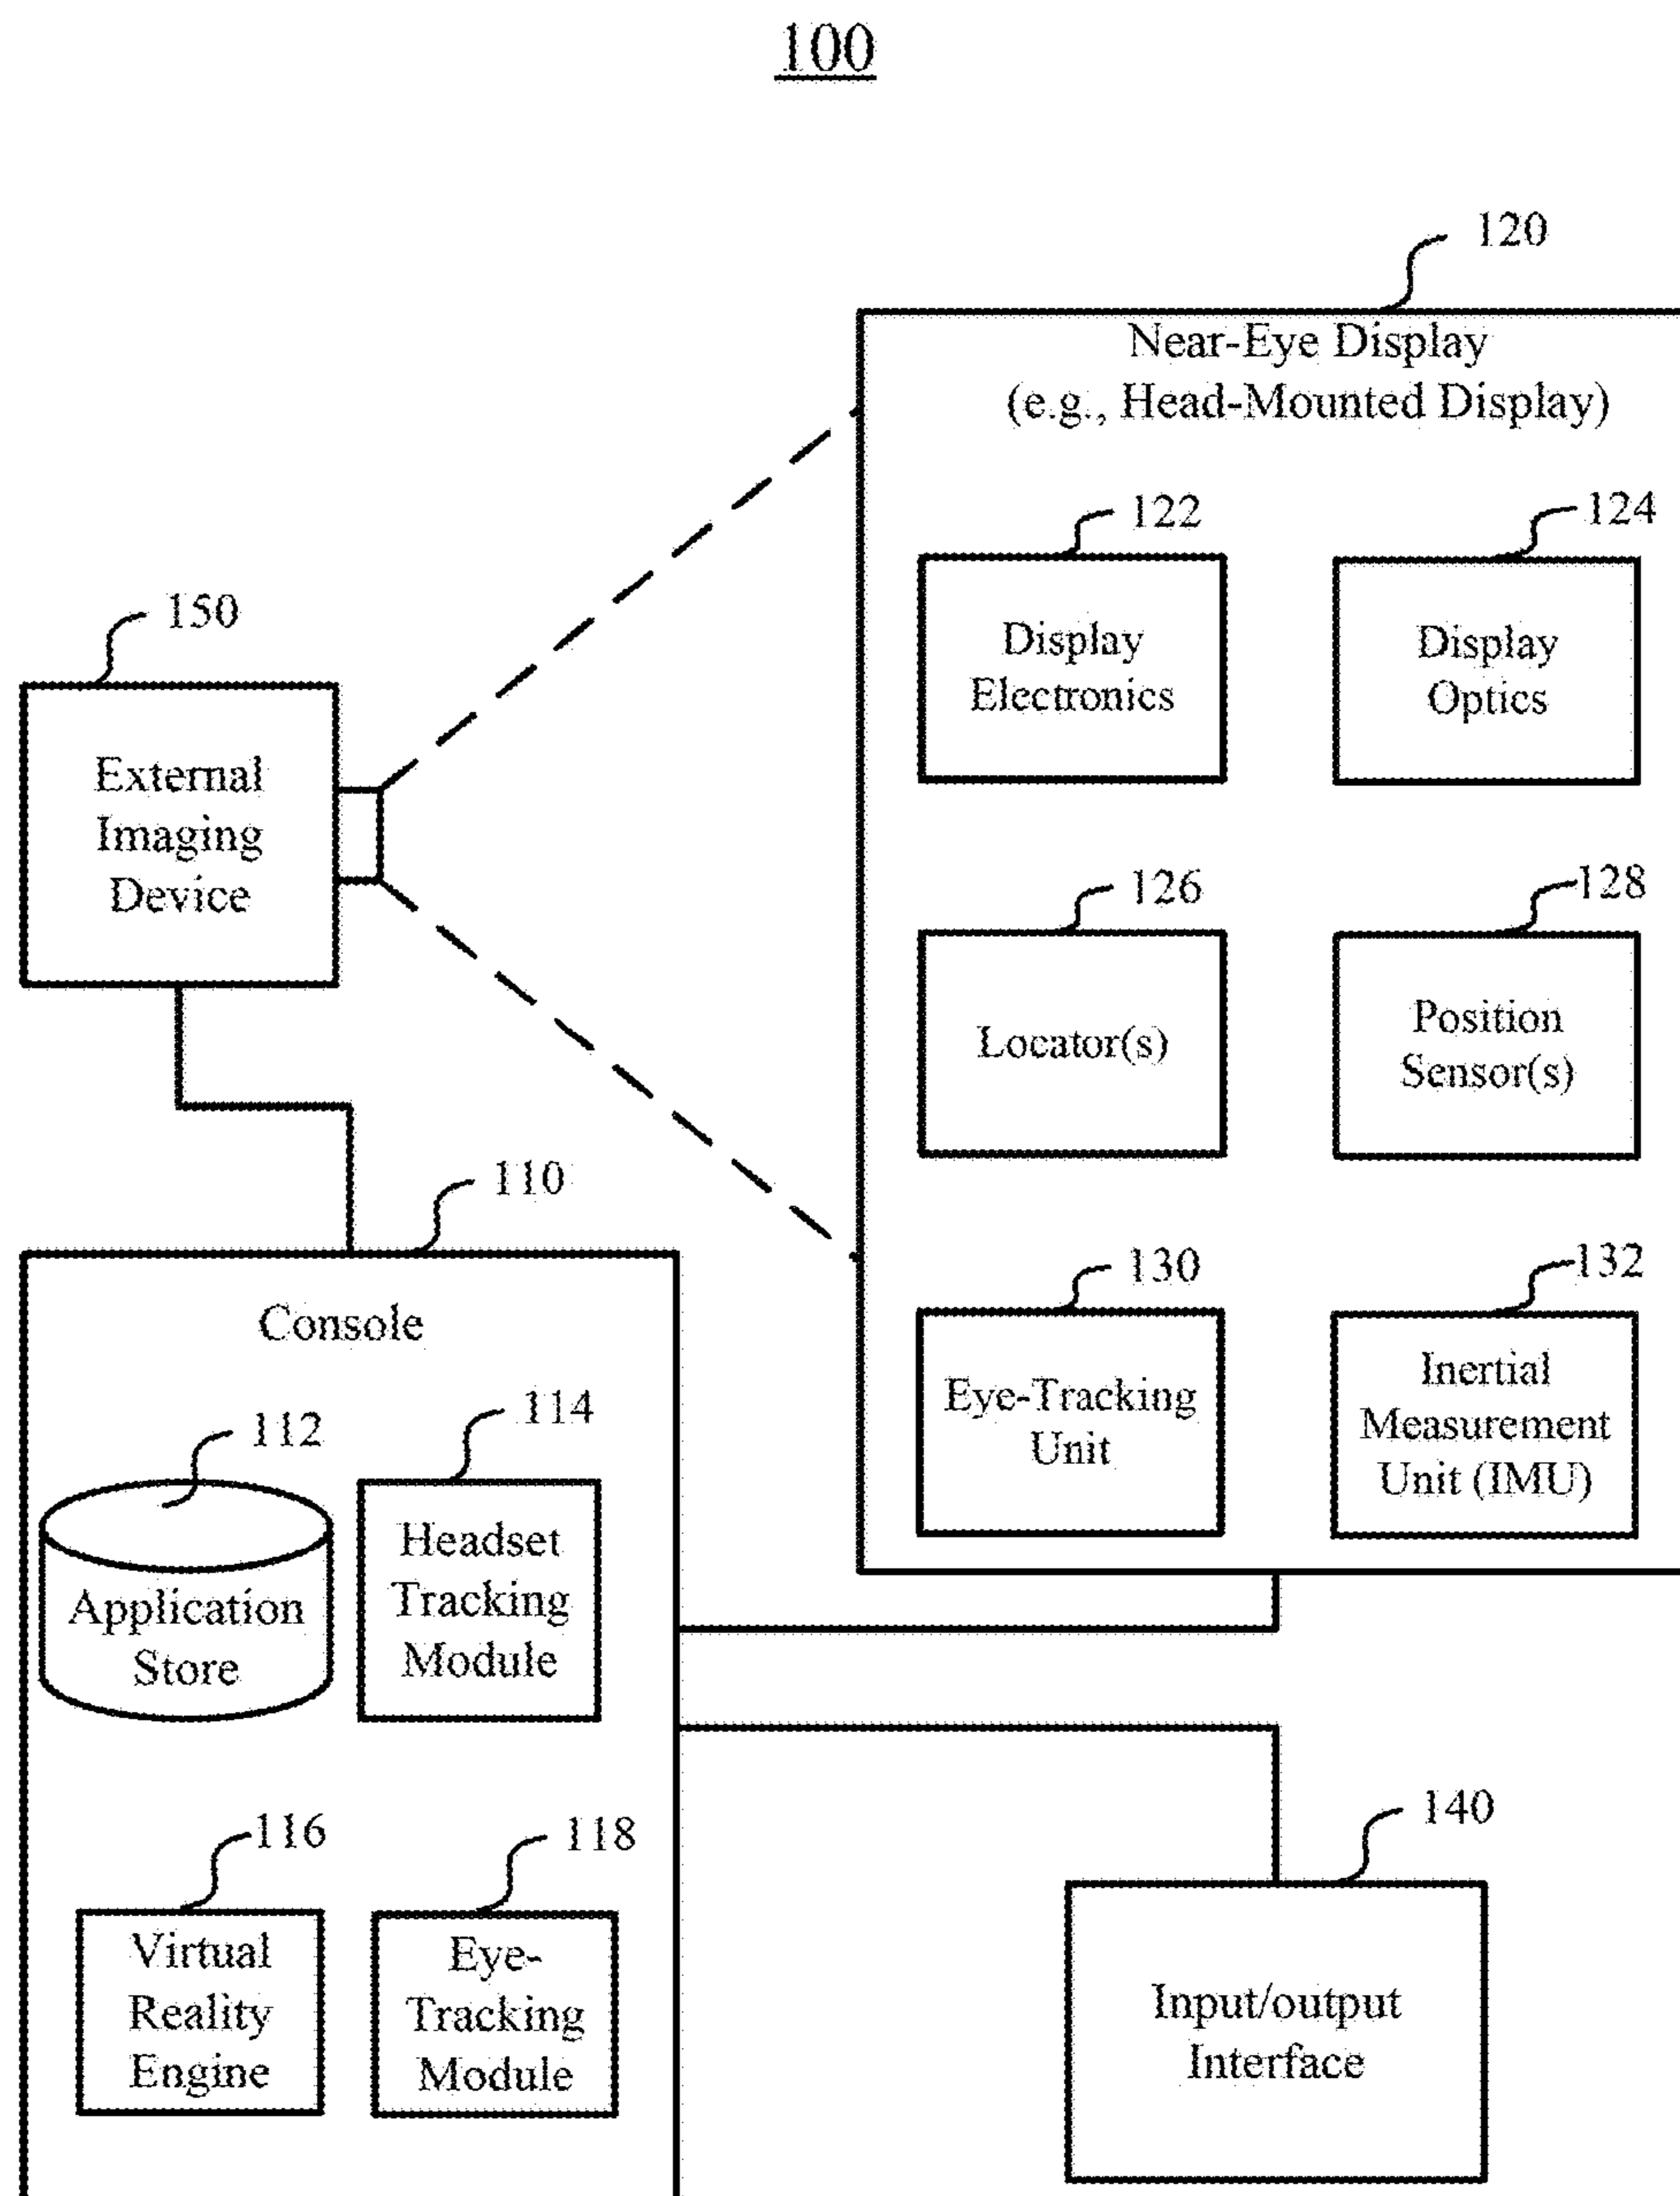 100
120
Near-Eye Display
(e.g., Head-Mounted Display)
122
Display
Electronics
124
Display
Optics
150
External
Imaging
Device
126
Locator(s)
128
Position
Sensor(s)
130
Eye-Tracking
Unit
132
Inertial
Measurement
Unit (IMU)
110
Console
112
Application
Store
114
Headset
Tracking
Module
116
Virtual
Reality
Engine
118
Eye-
Tracking
Module
140
Input/output
Interface